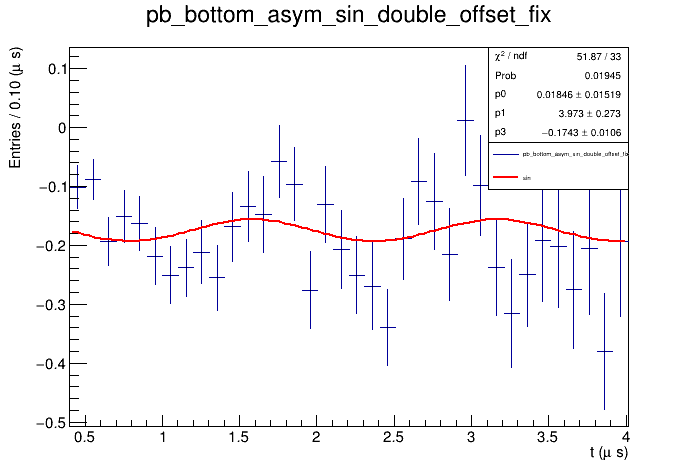 pb_bottom_asym_sin_double_offset_fix
Entries / 0.10 (μ s)
χ² / ndf 51.87 / 33
Prob 0.01945
p0 0.01846 ± 0.01519
p1 3.973 ± 0.273
p3 −0.1743 ± 0.0106
pb_bottom_asym_sin_double_offset_fix
sin
0.1
0
−0.1
−0.2
−0.3
−0.4
−0.5
0.5 1 1.5 2 2.5 3 3.5 4
t (μ s)